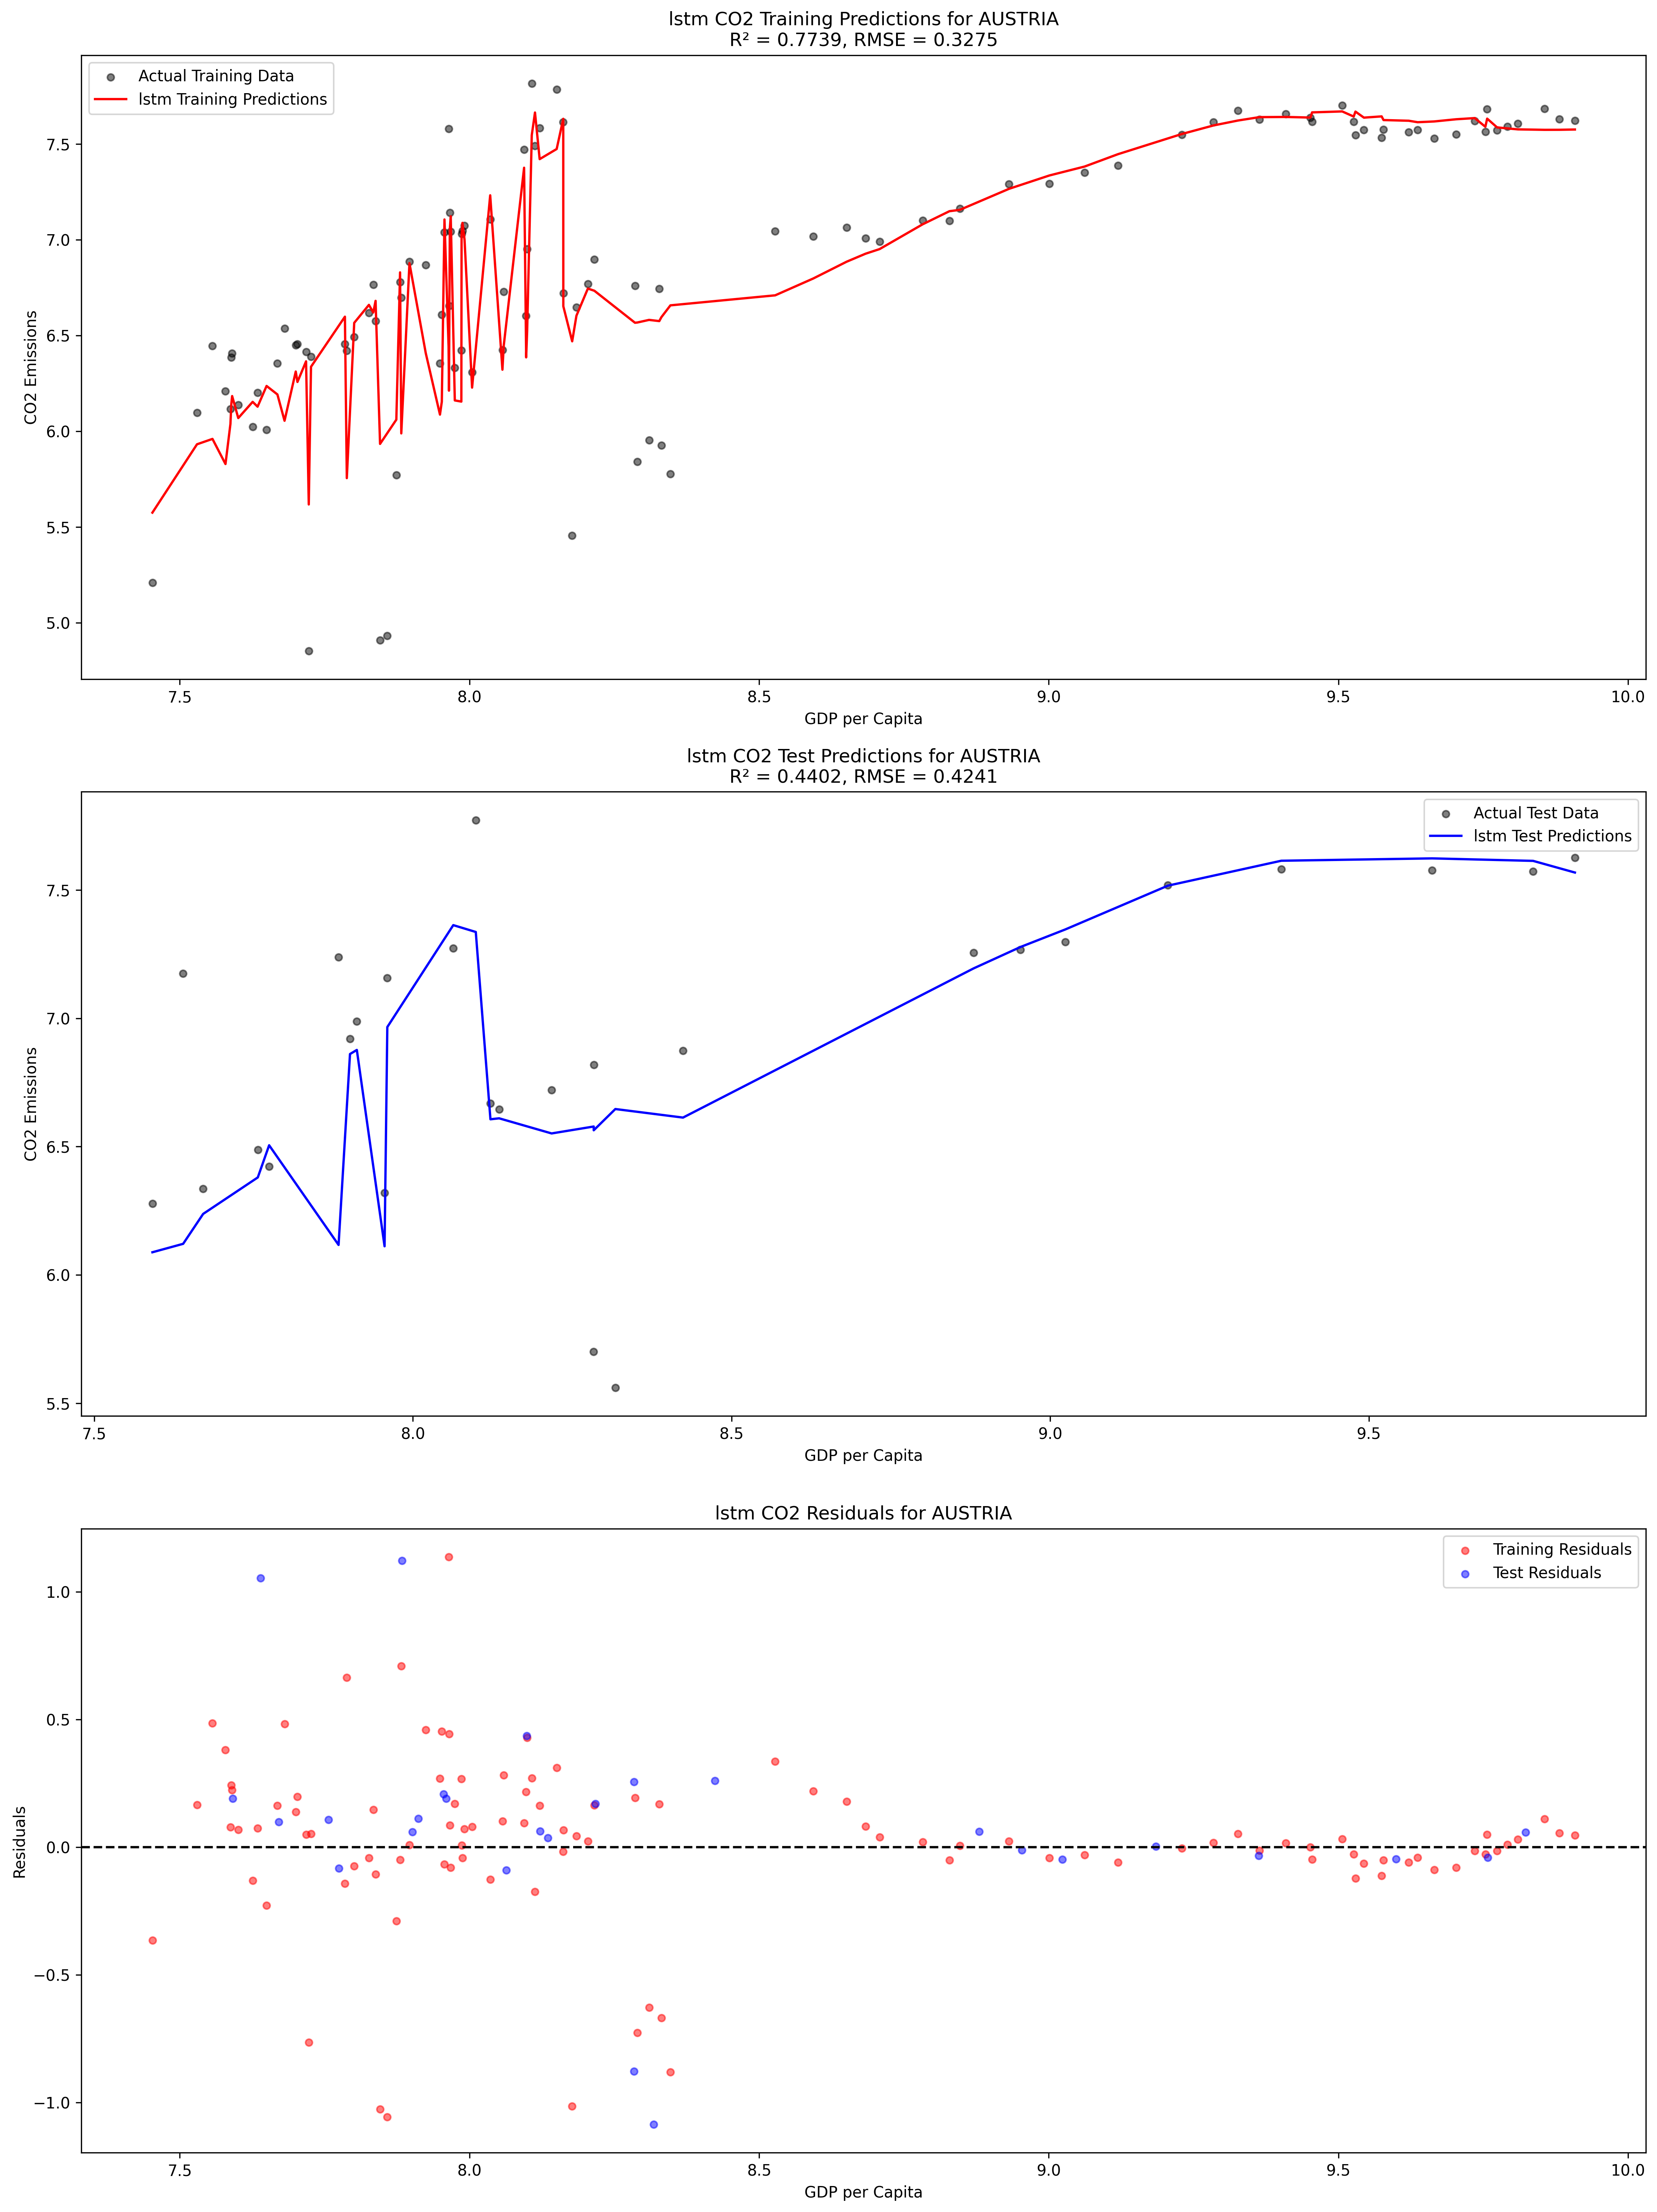 lstm CO2 Training Predictions for AUSTRIA
R² = 0.7739, RMSE = 0.3275
Actual Training Data
lstm Training Predictions
CO2 Emissions
7.5
7.0
6.5
6.0
5.5
5.0
7.5 8.0 8.5 9.0 9.5 10.0
GDP per Capita
lstm CO2 Test Predictions for AUSTRIA
R² = 0.4402, RMSE = 0.4241
Actual Test Data
lstm Test Predictions
CO2 Emissions
7.5
7.0
6.5
6.0
5.5
7.5 8.0 8.5 9.0 9.5
GDP per Capita
lstm CO2 Residuals for AUSTRIA
Training Residuals
Test Residuals
Residuals
1.0
0.5
0.0
−0.5
−1.0
7.5 8.0 8.5 9.0 9.5 10.0
GDP per Capita